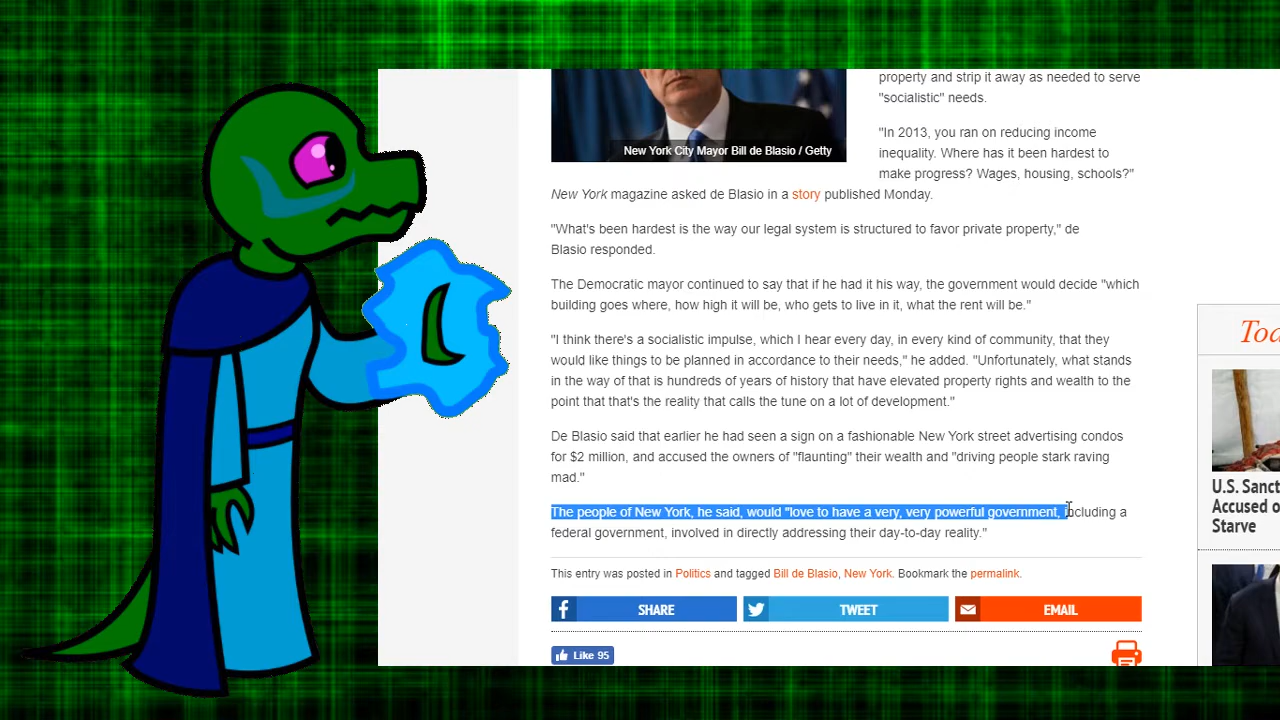 property and strip it away as needed to serve
"socialistic" needs.
New York City Mayor Bill de Blasio / Getty
"In 2013, you ran on reducing income
inequality. Where has it been hardest to
make progress? Wages, housing, schools?"
New York magazine asked de Blasio in a story published Monday.
"What's been hardest is the way our legal system is structured to favor private property," de
Blasio responded.
The Democratic mayor continued to say that if he had it his way, the government would decide "which
building goes where, how high it will be, who gets to live in it, what the rent will be."
"I think there's a socialistic impulse, which I hear every day, in every kind of community, that they
would like things to be planned in accordance to their needs," he added. "Unfortunately, what stands
in the way of that is hundreds of years of history that have elevated property rights and wealth to the
point that that's the reality that calls the tune on a lot of development."
De Blasio said that earlier he had seen a sign on a fashionable New York street advertising condos
for $2 million, and accused the owners of "flaunting" their wealth and "driving people stark raving
mad."
The people of New York, he said, would "love to have a very, very powerful government, including a
federal government, involved in directly addressing their day-to-day reality."
This entry was posted in Politics and tagged Bill de Blasio, New York. Bookmark the permalink.
SHARE
TWEET
EMAIL
Like 95
Tod
U.S. Sanct
Accused o
Starve